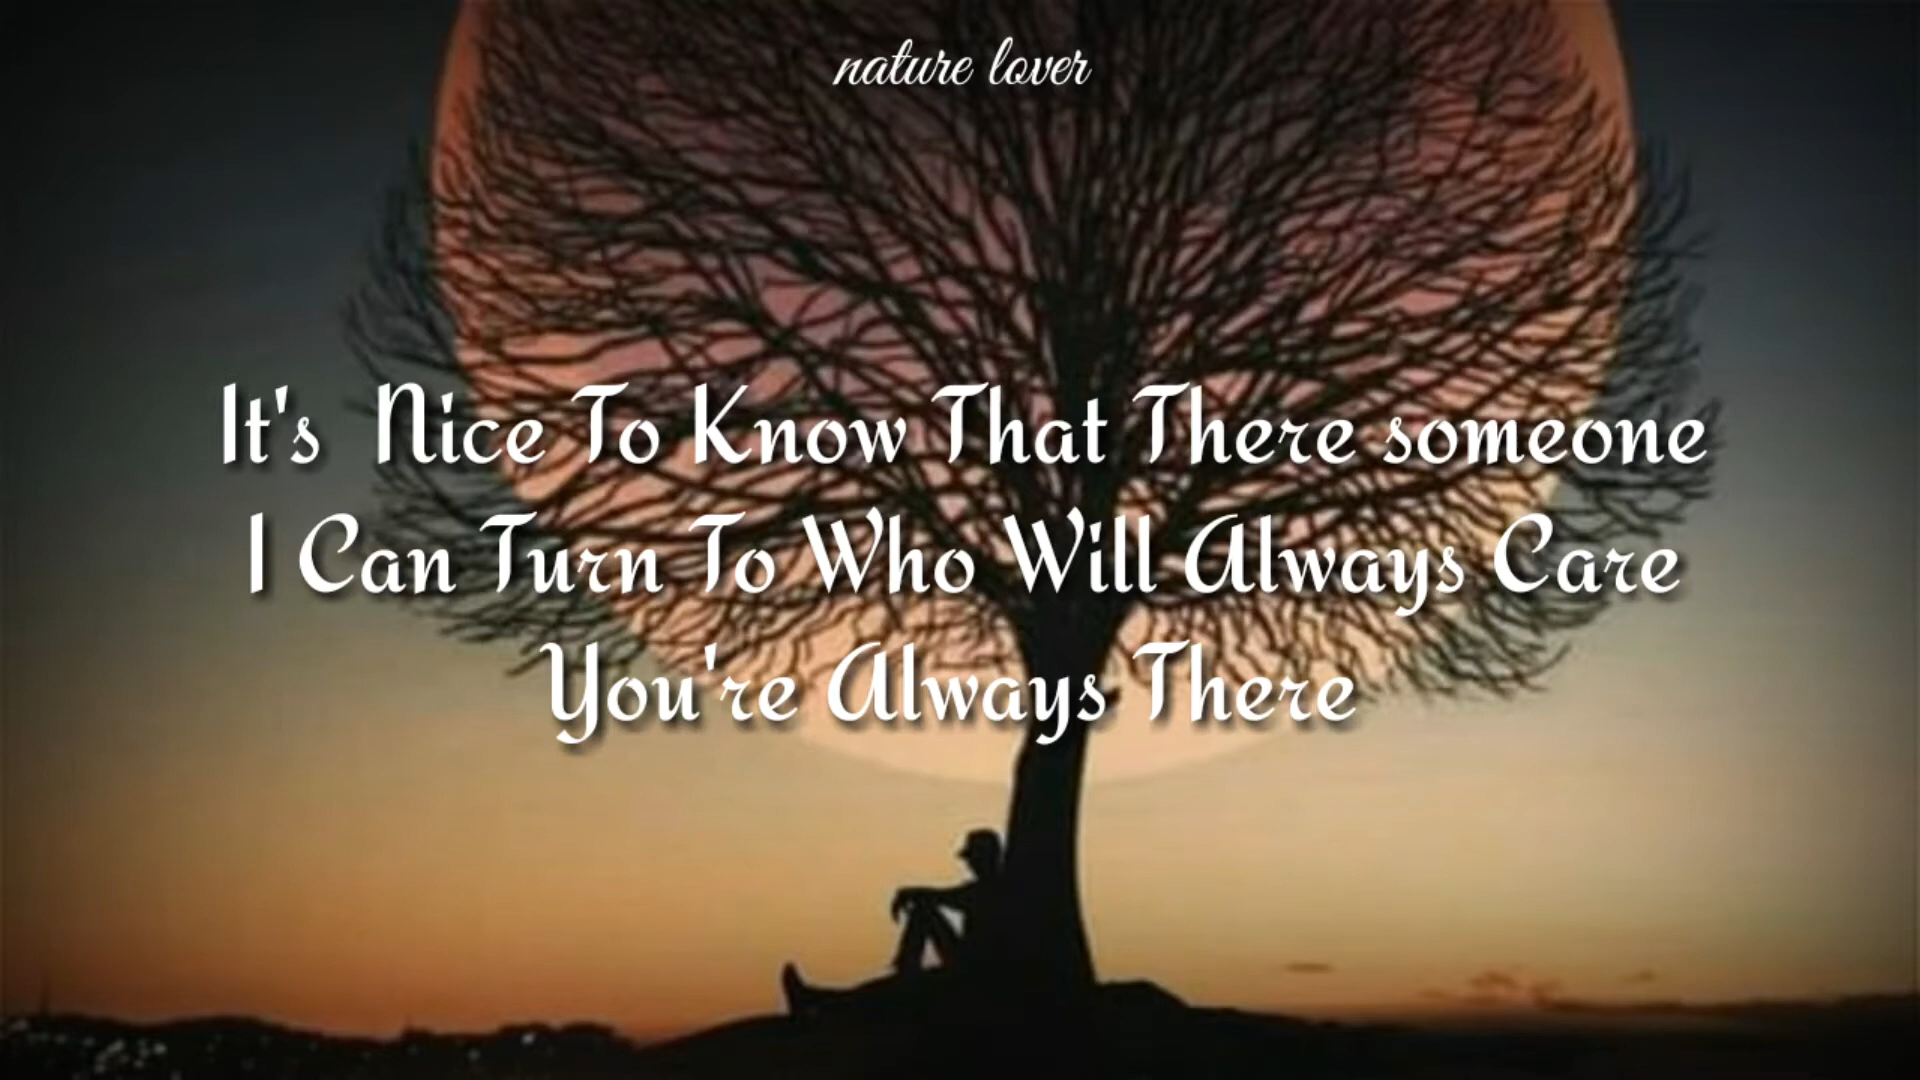 nature lover
It's Nice To Know That There someone
I Can Turn To Who Will Always Care
You're Always There